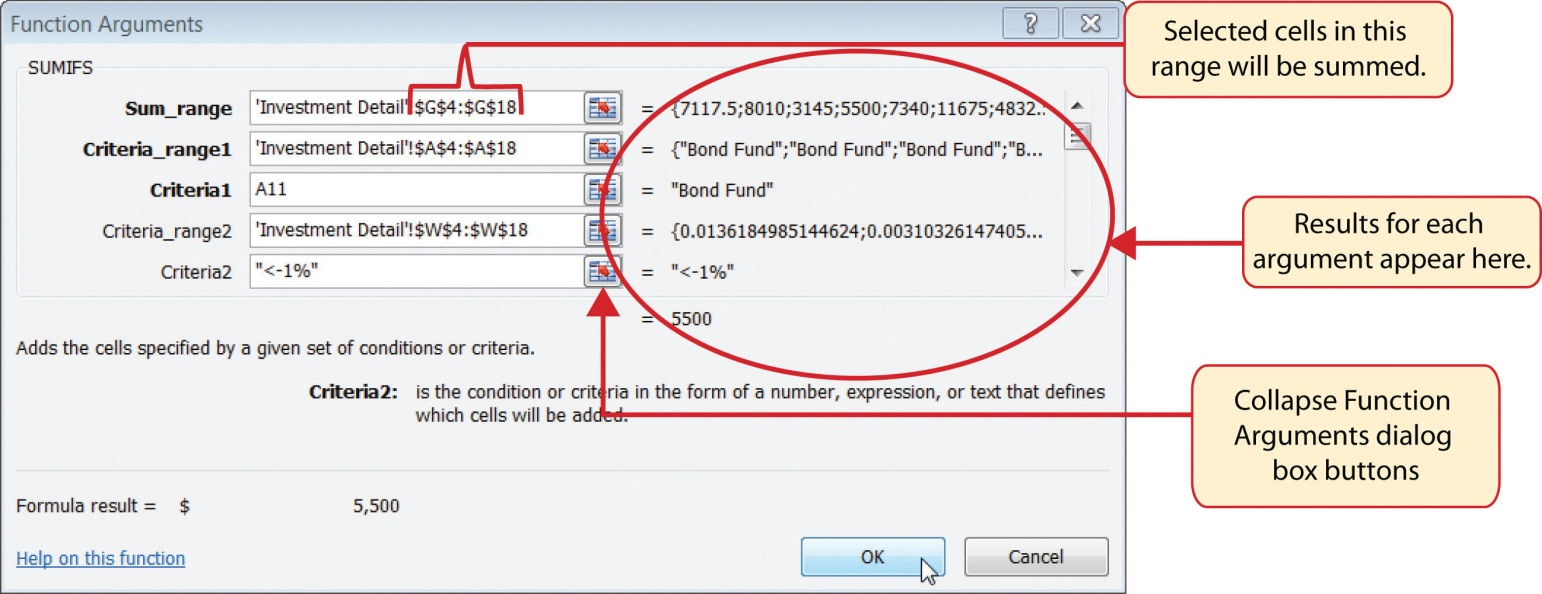 Function Arguments
Selected cells in this
range will be summed.
SUMIFS
Sum_range 'Investment Detail'!$G$4:$G$18 = {7117.5;8010;3145;5500;7340;11675;4832..
Criteria_range1 'Investment Detail'!$A$4:$A$18 = {"Bond Fund";"Bond Fund";"Bond Fund";"B...
Criteria1 A11 = "Bond Fund"
Criteria_range2 'Investment Detail'!$W$4:$W$18 = {0.0136184985144624;0.00310326147405...
Criteria2 "<-1%" = "<-1%"
Results for each
argument appear here.
= 5500
Adds the cells specified by a given set of conditions or criteria.
Criteria2: is the condition or criteria in the form of a number, expression, or text that defines
which cells will be added.
Collapse Function
Arguments dialog
box buttons
Formula result = $ 5,500
Help on this function
OK Cancel